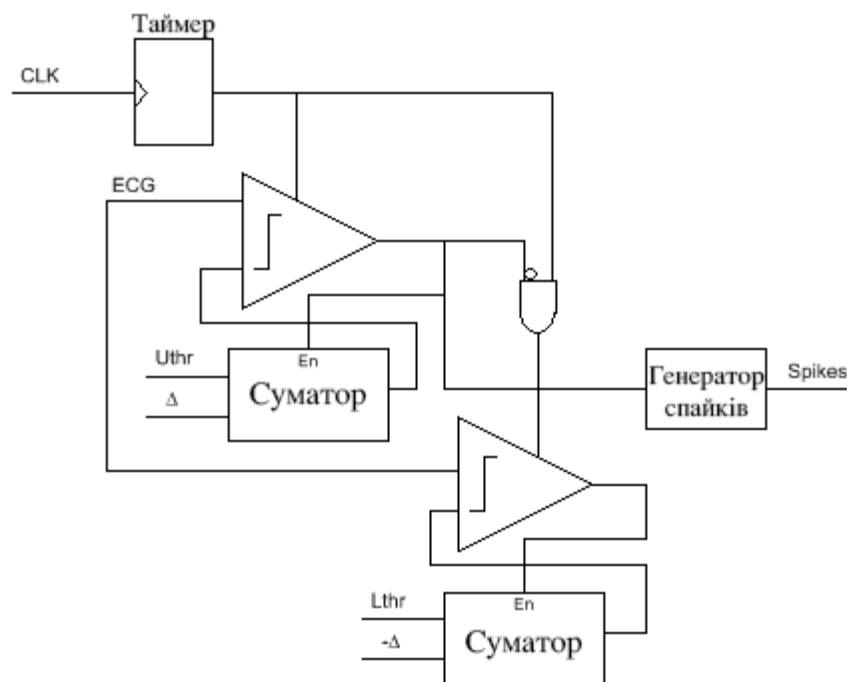 Таймер
CLK
ECG
Uthr
Δ
En
Суматор
Генератор
спайків
Spikes
Lthr
-Δ
En
Суматор